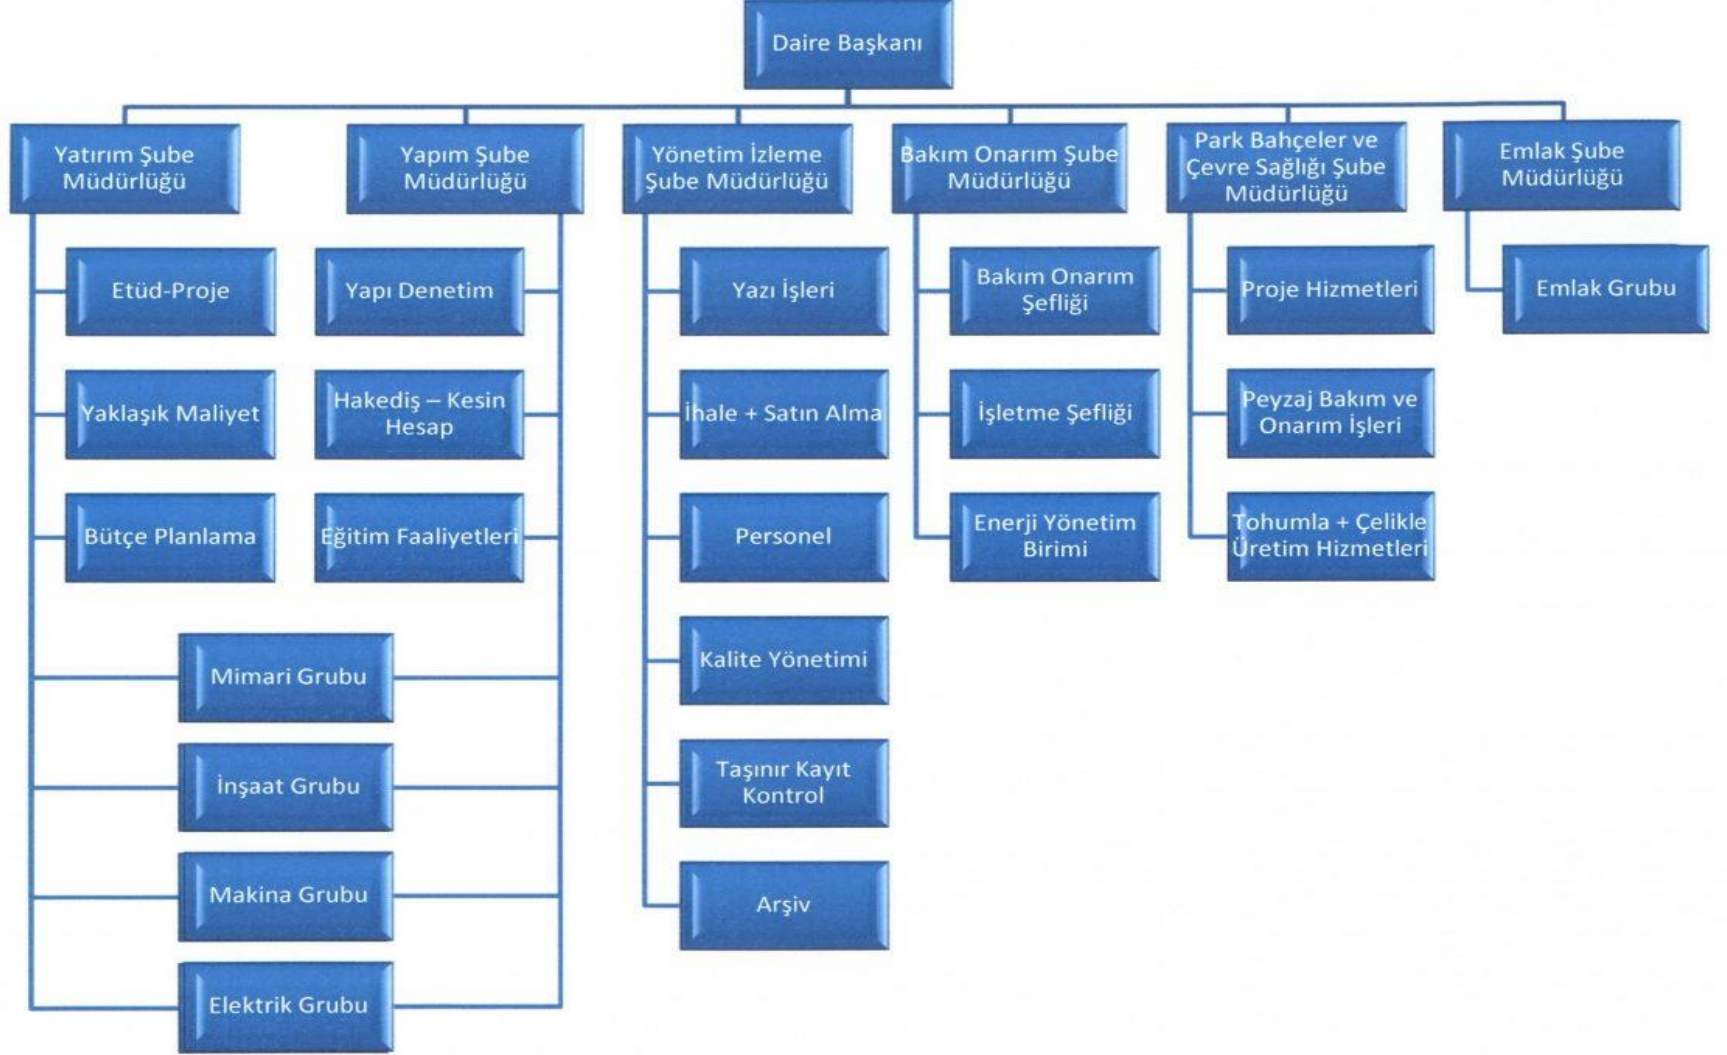 Daire Başkanı
Yatırım Şube
Müdürlüğü
Yapım Şube
Müdürlüğü
Yönetim İzleme
Şube Müdürlüğü
Bakım Onarım Şube
Müdürlüğü
Park Bahçeler ve
Çevre Sağlığı Şube
Müdürlüğü
Emlak Şube
Müdürlüğü
Etüd-Proje
Yaklaşık Maliyet
Bütçe Planlama
Yapı Denetim
Hakediş – Kesin
Hesap
Eğitim Faaliyetleri
Mimari Grubu
İnşaat Grubu
Makina Grubu
Elektrik Grubu
Yazı İşleri
İhale + Satın Alma
Personel
Kalite Yönetimi
Taşınır Kayıt
Kontrol
Arşiv
Bakım Onarım
Şefliği
İşletme Şefliği
Enerji Yönetim
Birimi
Proje Hizmetleri
Peyzaj Bakım ve
Onarım İşleri
Tohumla + Çelikle
Üretim Hizmetleri
Emlak Grubu